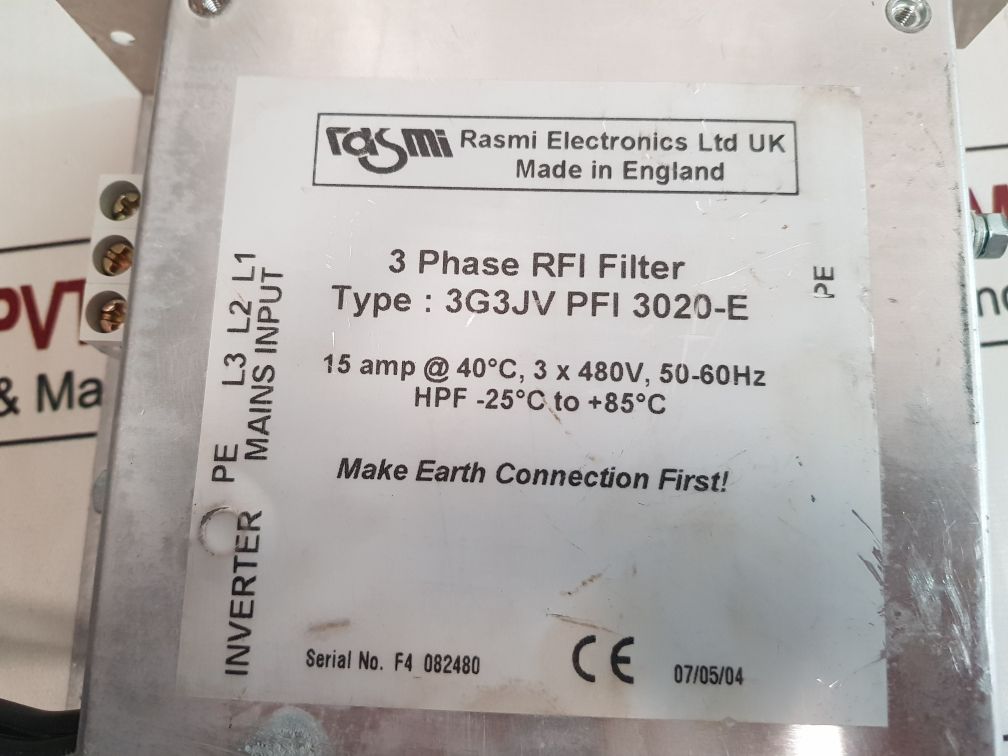 rasmi Rasmi Electronics Ltd UK
Made in England
3 Phase RFI Filter
Type : 3G3JV PFI 3020-E
15 amp @ 40°C, 3 x 480V, 50-60Hz
HPF -25°C to +85°C
Make Earth Connection First!
Serial No. F4 082480
CE
07/05/04
PE L3 L2 L1
MAINS INPUT
INVERTER
PE
PVT
& Ma